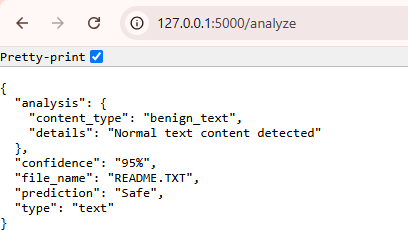 127.0.0.1:5000/analyze
Pretty-print
{
  "analysis": {
    "content_type": "benign_text",
    "details": "Normal text content detected"
  },
  "confidence": "95%",
  "file_name": "README.TXT",
  "prediction": "Safe",
  "type": "text"
}